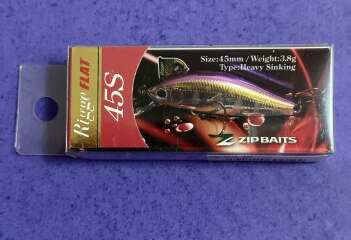 Rigge FLAT
45S
Size:45mm/Weight:3.8g
Type:Heavy Sinking
ZIPBAITS